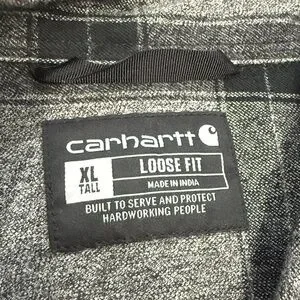 carhartt
XL
TALL
LOOSE FIT
MADE IN INDIA
BUILT TO SERVE AND PROTECT
HARDWORKING PEOPLE